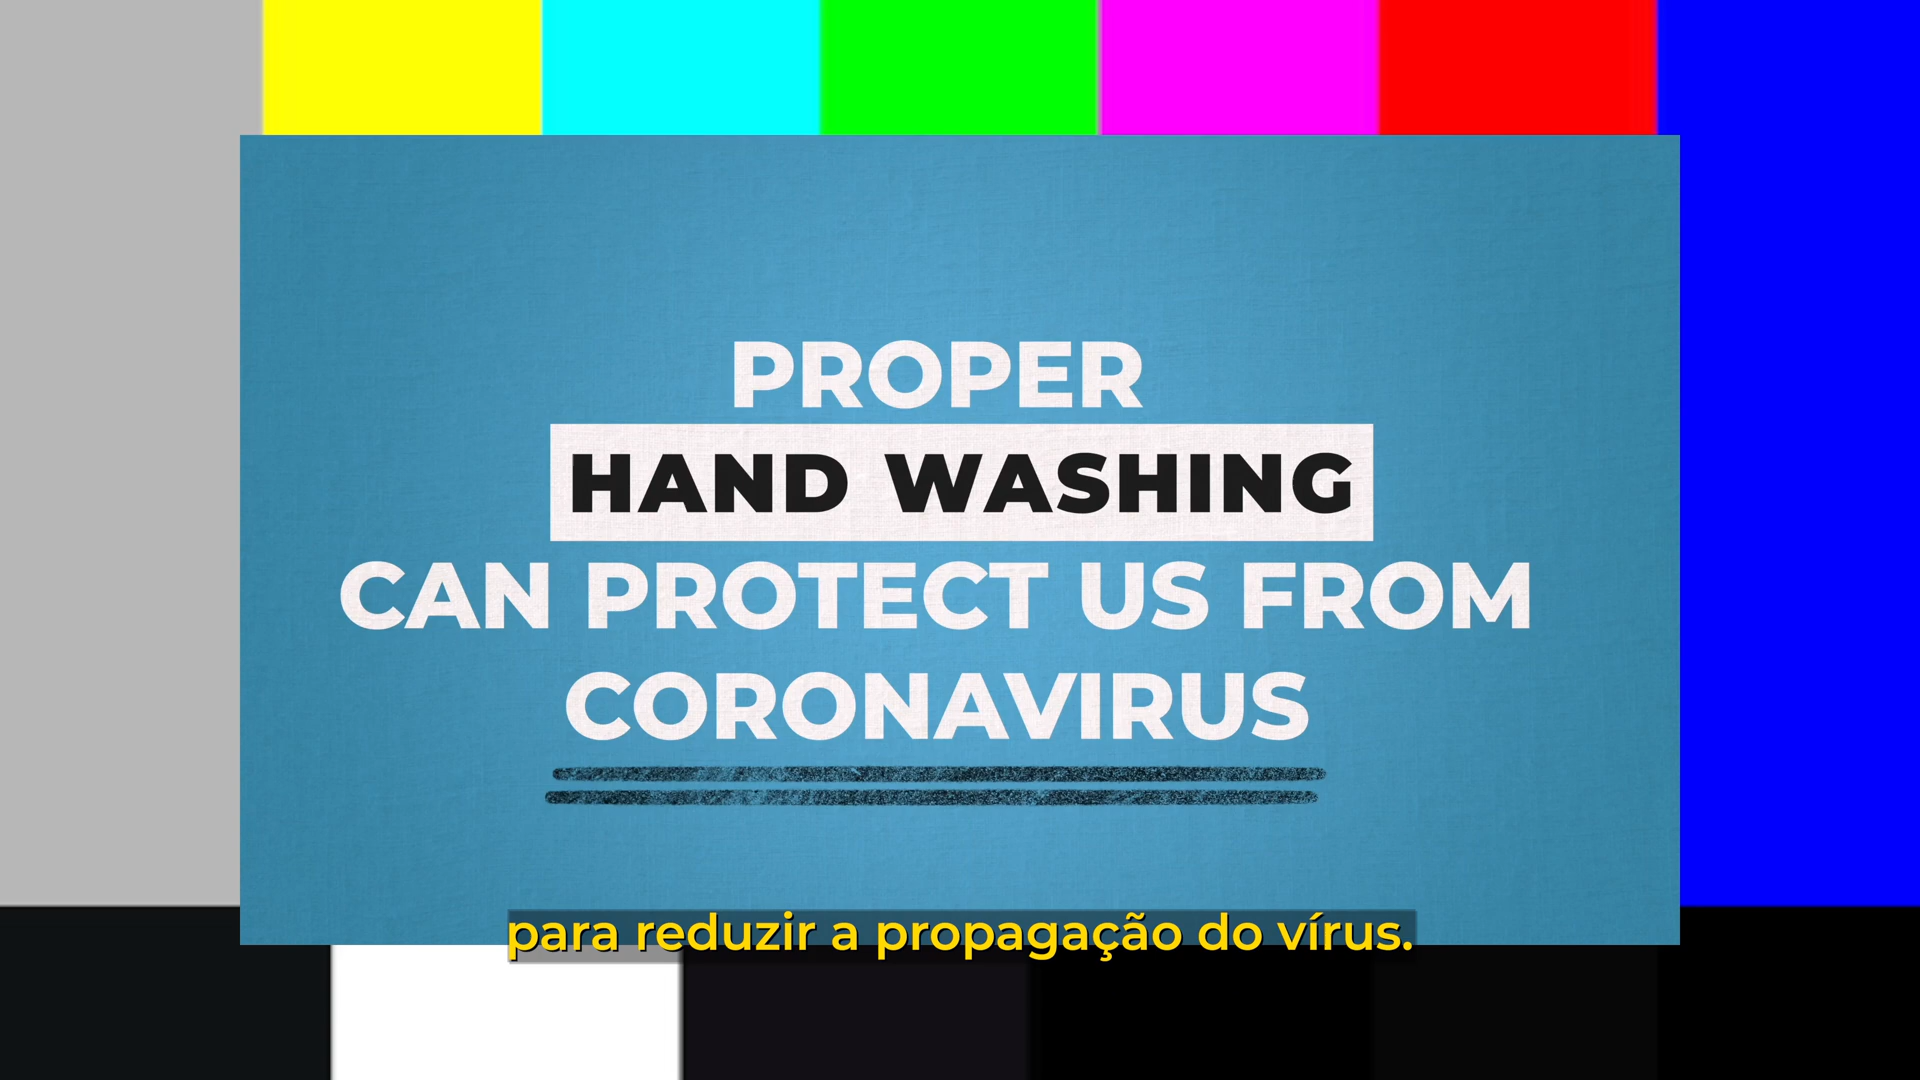 PROPER
HAND WASHING
CAN PROTECT US FROM
CORONAVIRUS
para reduzir a propagação do vírus.